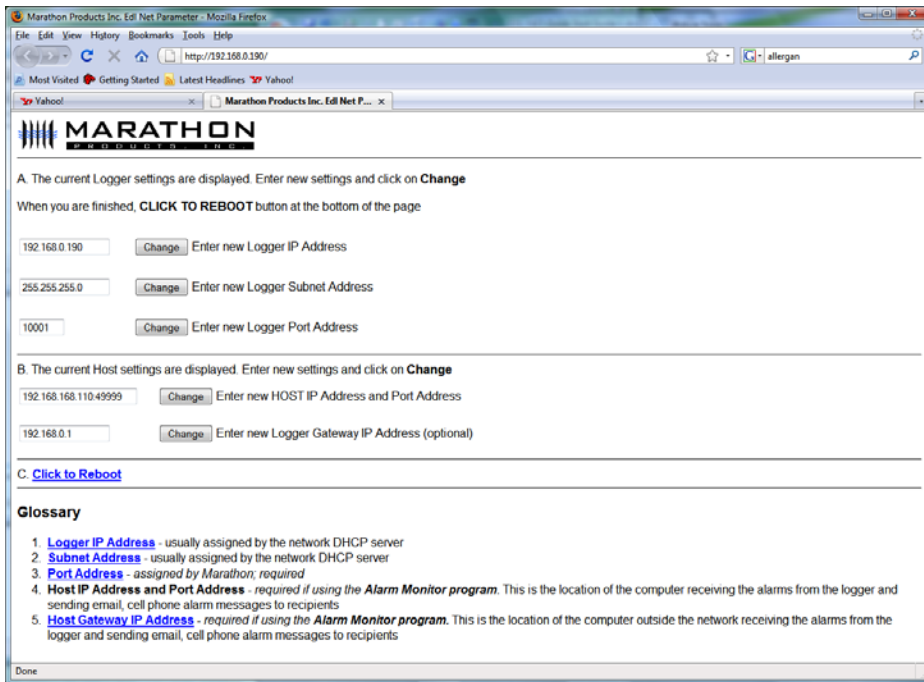 Marathon Products Inc. Edl Net Parameter - Mozilla Firefox
File Edit View History Bookmarks Tools Help
http://192.168.0.190/
G allergan
Most Visited Getting Started Latest Headlines Yahoo!
Yahoo! Marathon Products Inc. Edl Net P...
MARATHON
PRODUCTS, INC.
A. The current Logger settings are displayed. Enter new settings and click on Change
When you are finished, CLICK TO REBOOT button at the bottom of the page
192.168.0.190 Change Enter new Logger IP Address
255.255.255.0 Change Enter new Logger Subnet Address
10001 Change Enter new Logger Port Address
B. The current Host settings are displayed. Enter new settings and click on Change
192.168.168.110:49999 Change Enter new HOST IP Address and Port Address
192.168.0.1 Change Enter new Logger Gateway IP Address (optional)
C. Click to Reboot
Glossary
1. Logger IP Address - usually assigned by the network DHCP server
2. Subnet Address - usually assigned by the network DHCP server
3. Port Address - assigned by Marathon; required
4. Host IP Address and Port Address - required if using the Alarm Monitor program. This is the location of the computer receiving the alarms from the logger and
sending email, cell phone alarm messages to recipients
5. Host Gateway IP Address - required if using the Alarm Monitor program. This is the location of the computer outside the network receiving the alarms from the
logger and sending email, cell phone alarm messages to recipients
Done